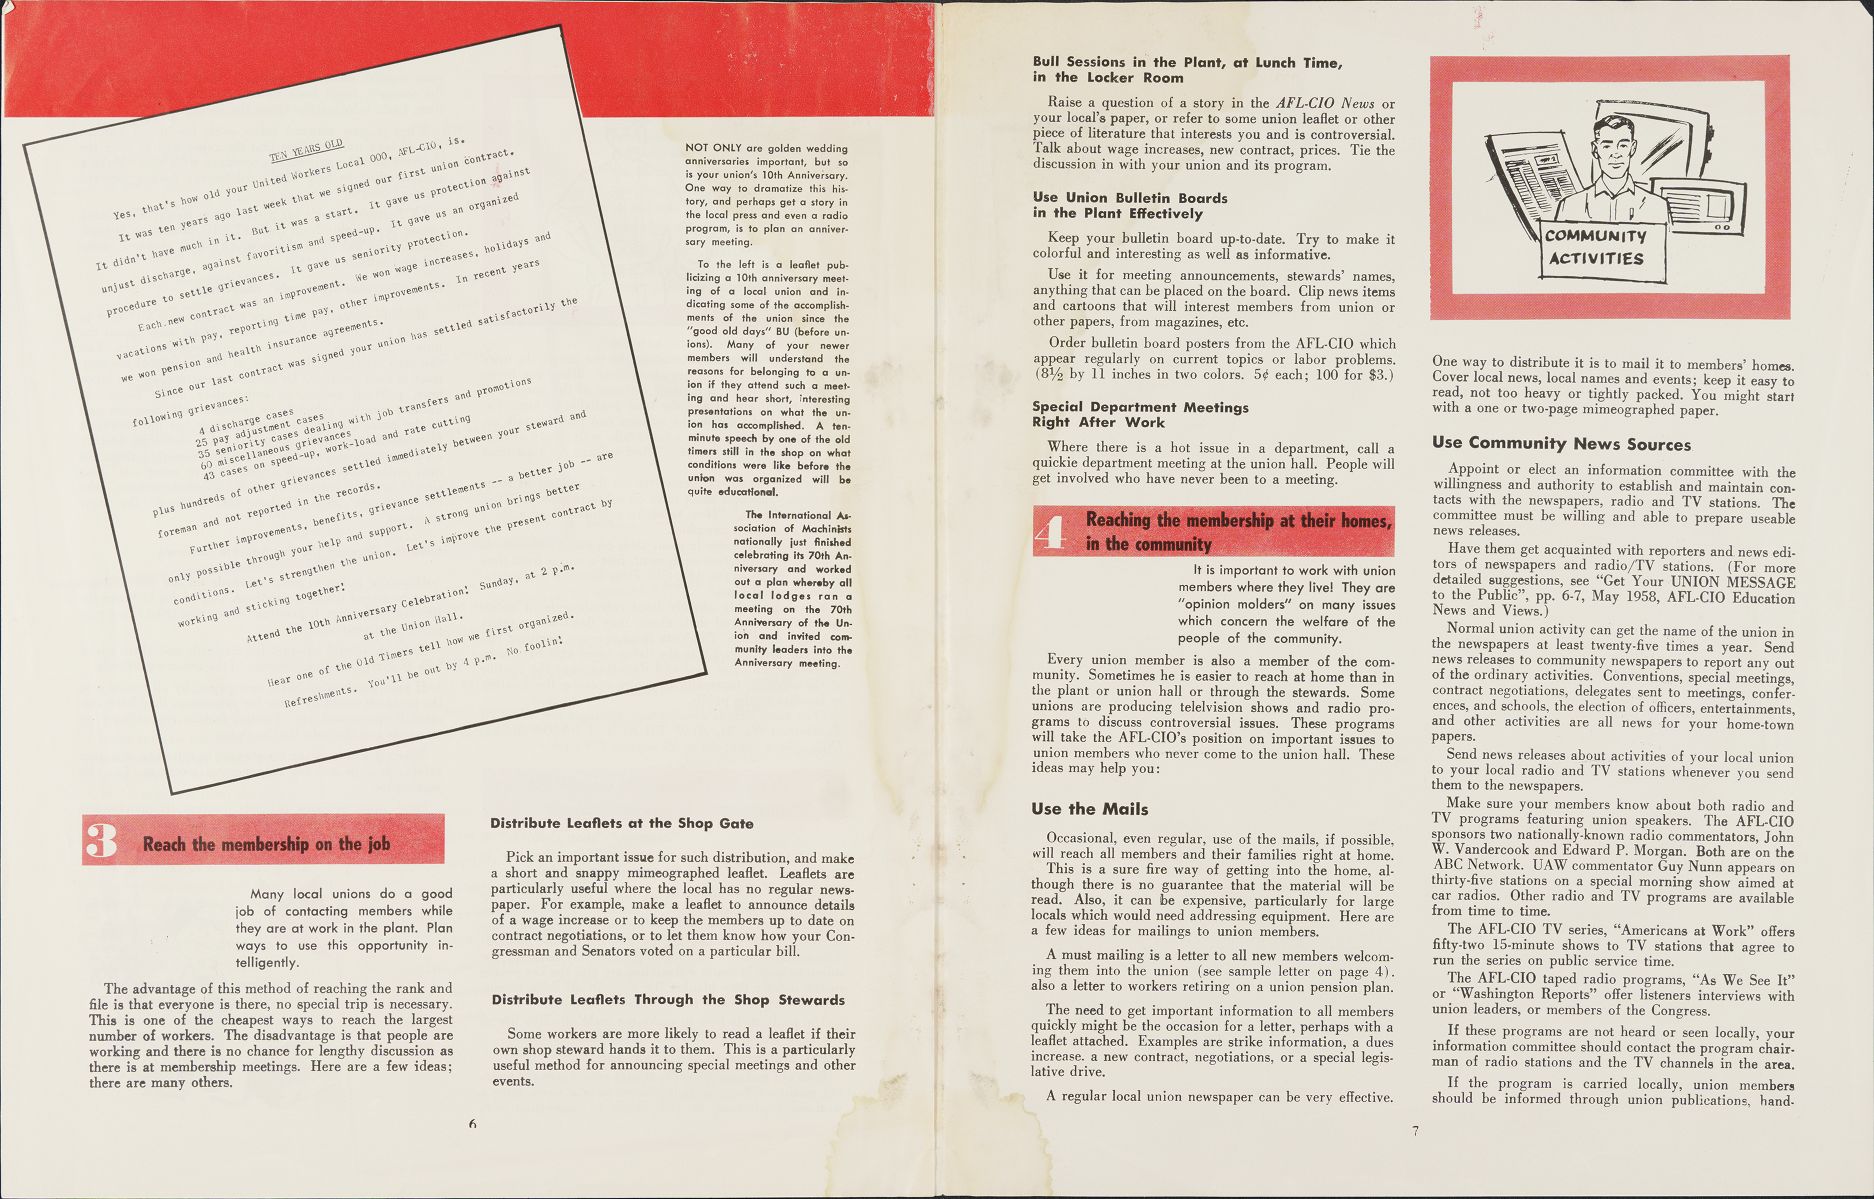 TEN YEARS OLD
Yes, that's how old your United Workers Local 000, AFL-CIO, is.
It was ten years ago last week that we signed our first union contract.
It didn't have much in it. But it was a start. It gave us protection against
unjust discharge, against favoritism and speed-up. It gave us an organized
procedure to settle grievances. It gave us seniority protection.
Each new contract was an improvement. We won wage increases, holidays and
vacations with pay, reporting time pay, other improvements. In recent years
we won pension and health insurance agreements.
Since our last contract was signed your union has settled satisfactorily the
following grievances:
4 discharge cases
25 pay adjustment cases
35 seniority cases dealing with job transfers and promotions
60 miscellaneous grievances
43 cases on speed-up, work-load and rate cutting
plus hundreds of other grievances settled immediately between your steward and
foreman and not reported in the records.
Further improvements, benefits, grievance settlements -- a better job -- are
only possible through your help and support. A strong union brings better
conditions. Let's strengthen the union. Let's improve the present contract by
working and sticking together!
Attend the 10th Anniversary Celebration! Sunday, at 2 p.m.
at the Union Hall.
Hear one of the Old Timers tell how we first organized.
Refreshments. You'll be out by 4 p.m. No foolin!
NOT ONLY are golden wedding
anniversaries important, but so
is your union's 10th Anniversary.
One way to dramatize this his-
tory, and perhaps get a story in
the local press and even a radio
program, is to plan an anniver-
sary meeting.
To the left is a leaflet pub-
licizing a 10th anniversary meet-
ing of a local union and in-
dicating some of the accomplish-
ments of the union since the
"good old days" BU (before un-
ions). Many of your newer
members will understand the
reasons for belonging to a un-
ion if they attend such a meet-
ing and hear short, interesting
presentations on what the un-
ion has accomplished. A ten-
minute speech by one of the old
timers still in the shop on what
conditions were like before the
union was organized will be
quite educational.
The International As-
sociation of Machinists
nationally just finished
celebrating its 70th An-
niversary and worked
out a plan whereby all
local lodges ran a
meeting on the 70th
Anniversary of the Un-
ion and invited com-
munity leaders into the
Anniversary meeting.
3 Reach the membership on the job
Many local unions do a good
job of contacting members while
they are at work in the plant. Plan
ways to use this opportunity in-
telligently.
The advantage of this method of reaching the rank and
file is that everyone is there, no special trip is necessary.
This is one of the cheapest ways to reach the largest
number of workers. The disadvantage is that people are
working and there is no chance for lengthy discussion as
there is at membership meetings. Here are a few ideas;
there are many others.
Distribute Leaflets at the Shop Gate
Pick an important issue for such distribution, and make
a short and snappy mimeographed leaflet. Leaflets are
particularly useful where the local has no regular news-
paper. For example, make a leaflet to announce details
of a wage increase or to keep the members up to date on
contract negotiations, or to let them know how your Con-
gressman and Senators voted on a particular bill.
Distribute Leaflets Through the Shop Stewards
Some workers are more likely to read a leaflet if their
own shop steward hands it to them. This is a particularly
useful method for announcing special meetings and other
events.
6
Bull Sessions in the Plant, at Lunch Time,
in the Locker Room
Raise a question of a story in the AFL-CIO News or
your local's paper, or refer to some union leaflet or other
piece of literature that interests you and is controversial.
Talk about wage increases, new contract, prices. Tie the
discussion in with your union and its program.
Use Union Bulletin Boards
in the Plant Effectively
Keep your bulletin board up-to-date. Try to make it
colorful and interesting as well as informative.
Use it for meeting announcements, stewards' names,
anything that can be placed on the board. Clip news items
and cartoons that will interest members from union or
other papers, from magazines, etc.
Order bulletin board posters from the AFL-CIO which
appear regularly on current topics or labor problems.
(8½ by 11 inches in two colors. 5¢ each; 100 for $3.)
Special Department Meetings
Right After Work
Where there is a hot issue in a department, call a
quickie department meeting at the union hall. People will
get involved who have never been to a meeting.
4 Reaching the membership at their homes,
in the community
It is important to work with union
members where they live! They are
"opinion molders" on many issues
which concern the welfare of the
people of the community.
Every union member is also a member of the com-
munity. Sometimes he is easier to reach at home than in
the plant or union hall or through the stewards. Some
unions are producing telelvision shows and radio pro-
grams to discuss controversial issues. These programs
will take the AFL-CIO's position on important issues to
union members who never come to the union hall. These
ideas may help you:
Use the Mails
Occasional, even regular, use of the mails, if possible,
will reach all members and their families right at home.
This is a sure fire way of getting into the home, al-
though there is no guarantee that the material will be
read. Also, it can be expensive, particularly for large
locals which would need addressing equipment. Here are
a few ideas for mailings to union members.
A must mailing is a letter to all new members welcom-
ing them into the union (see sample letter on page 4).
also a letter to workers retiring on a union pension plan.
The need to get important information to all members
quickly might be the occasion for a letter, perhaps with a
leaflet attached. Examples are strike information, a dues
increase. a new contract, negotiations, or a special legis-
lative drive.
A regular local union newspaper can be very effective.
COMMUNITY
ACTIVITIES
One way to distribute it is to mail it to members' homes.
Cover local news, local names and events; keep it easy to
read, not too heavy or tightly packed. You might start
with a one or two-page mimeographed paper.
Use Community News Sources
Appoint or elect an information committee with the
willingness and authority to establish and maintain con-
tacts with the newspapers, radio and TV stations. The
committee must be willing and able to prepare useable
news releases.
Have them get acquainted with reporters and news edi-
tors of newspapers and radio/TV stations. (For more
detailed suggestions, see "Get Your UNION MESSAGE
to the Public", pp. 6-7, May 1958, AFL-CIO Education
News and Views.)
Normal union activity can get the name of the union in
the newspapers at least twenty-five times a year. Send
news releases to community newspapers to report any out
of the ordinary activities. Conventions, special meetings,
contract negotiations, delegates sent to meetings, confer-
ences, and schools, the election of officers, entertainments,
and other activities are all news for your home-town
papers.
Send news releases about activities of your local union
to your local radio and TV stations whenever you send
them to the newspapers.
Make sure your members know about both radio and
TV programs featuring union speakers. The AFL-CIO
sponsors two nationally-known radio commentators, John
W. Vandercook and Edward P. Morgan. Both are on the
ABC Network. UAW commentator Guy Nunn appears on
thirty-five stations on a special morning show aimed at
car radios. Other radio and TV programs are available
from time to time.
The AFL-CIO TV series, "Americans at Work" offers
fifty-two 15-minute shows to TV stations that agree to
run the series on public service time.
The AFL-CIO taped radio programs, "As We See It"
or "Washington Reports" offer listeners interviews with
union leaders, or members of the Congress.
If these programs are not heard or seen locally, your
information committee should contact the program chair-
man of radio stations and the TV channels in the area.
If the program is carried locally, union members
should be informed through union publications, hand-
7